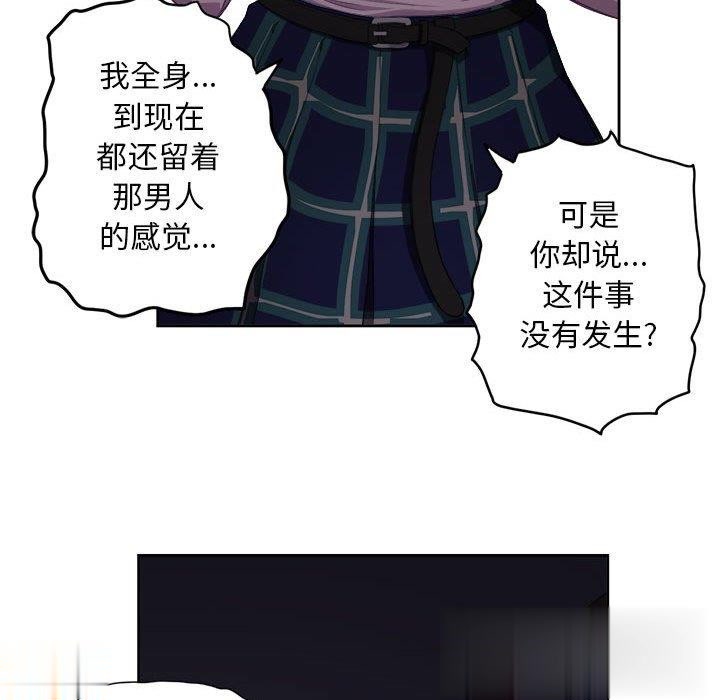 我全身...
到现在
都还留着
那男人
的感觉...
可是
你却说...
这件事
没有发生?